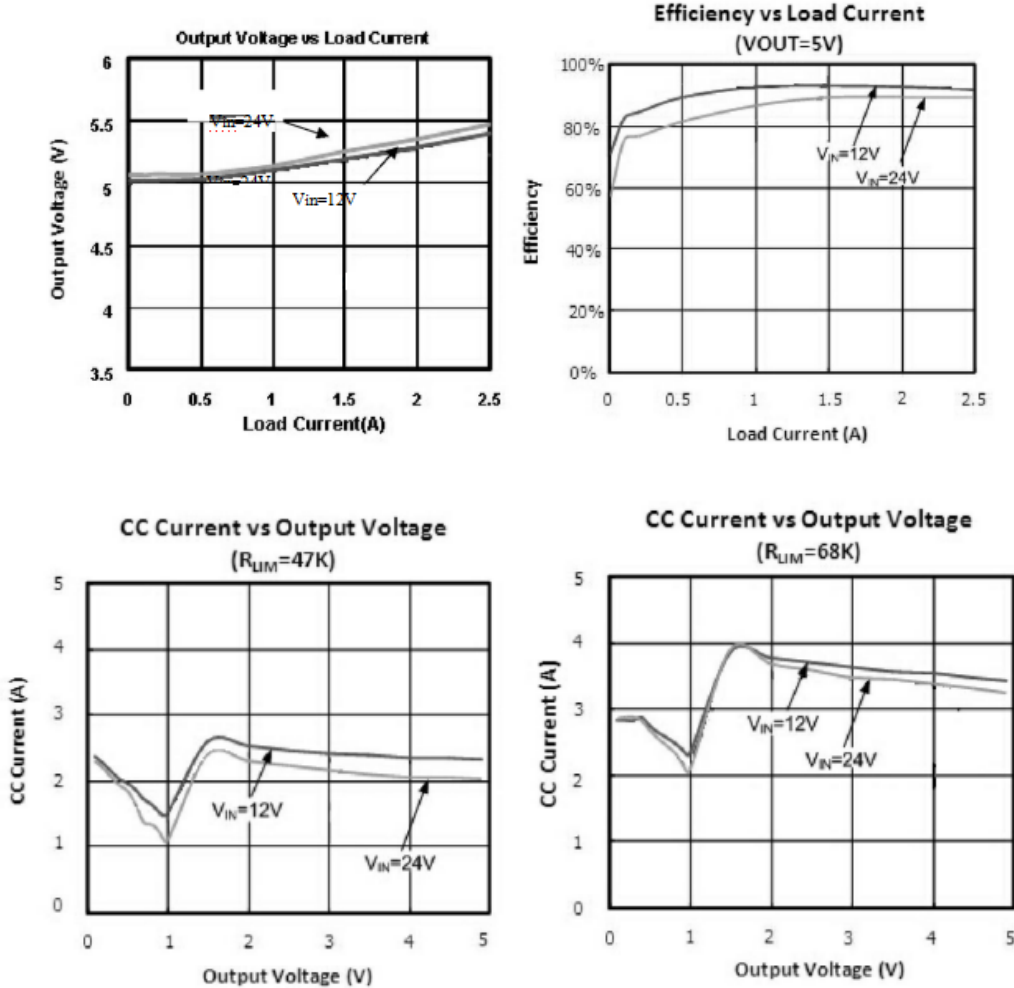 Output Voltage vs Load Current
6
5.5
5
4.5
4
3.5
Output Voltage (V)
Vin=24V
Vin=24V
Vin=12V
0 0.5 1 1.5 2 2.5
Load Current(A)
Efficiency vs Load Current
(VOUT=5V)
100%
80%
60%
40%
20%
0%
Efficiency
VIN=12V
VIN=24V
0 0.5 1 1.5 2 2.5
Load Current (A)
CC Current vs Output Voltage
(RLIM=47K)
5
4
3
2
1
0
CC Current (A)
VIN=12V
VIN=24V
0 1 2 3 4 5
Output Voltage (V)
CC Current vs Output Voltage
(RLIM=68K)
5
4
3
2
1
0
CC Current (A)
VIN=12V
VIN=24V
0 1 2 3 4 5
Output Voltage (V)